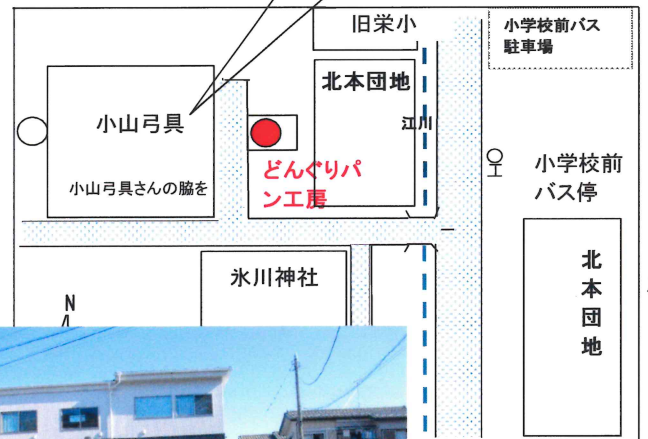 旧栄小
小学校前バス
駐車場
北本団地
小山弓具
江川
どんぐりパ
ン工房
小学校前
バス停
小山弓具さんの脇を
氷川神社
北
本
団
地
N